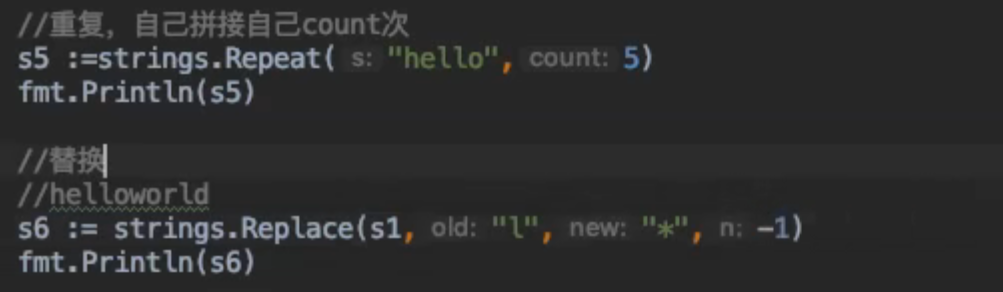 //重复，自己拼接自己count次
s5 :=strings.Repeat( s: "hello", count: 5)
fmt.Println(s5)
//替换
//helloworld
s6 := strings.Replace(s1, old: "l", new: "*", n: -1)
fmt.Println(s6)